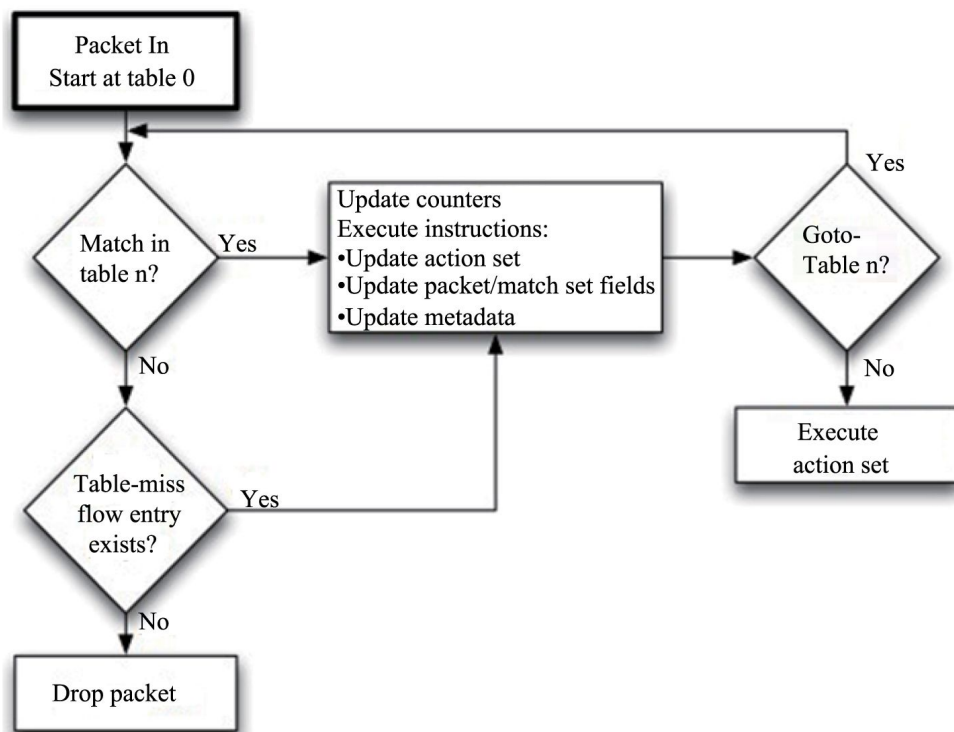 Packet In
Start at table 0
Yes
Match in
table n?
Yes
Update counters
Execute instructions:
•Update action set
•Update packet/match set fields
•Update metadata
Goto-
Table n?
No
No
Execute
action set
Table-miss
flow entry
exists?
Yes
No
Drop packet